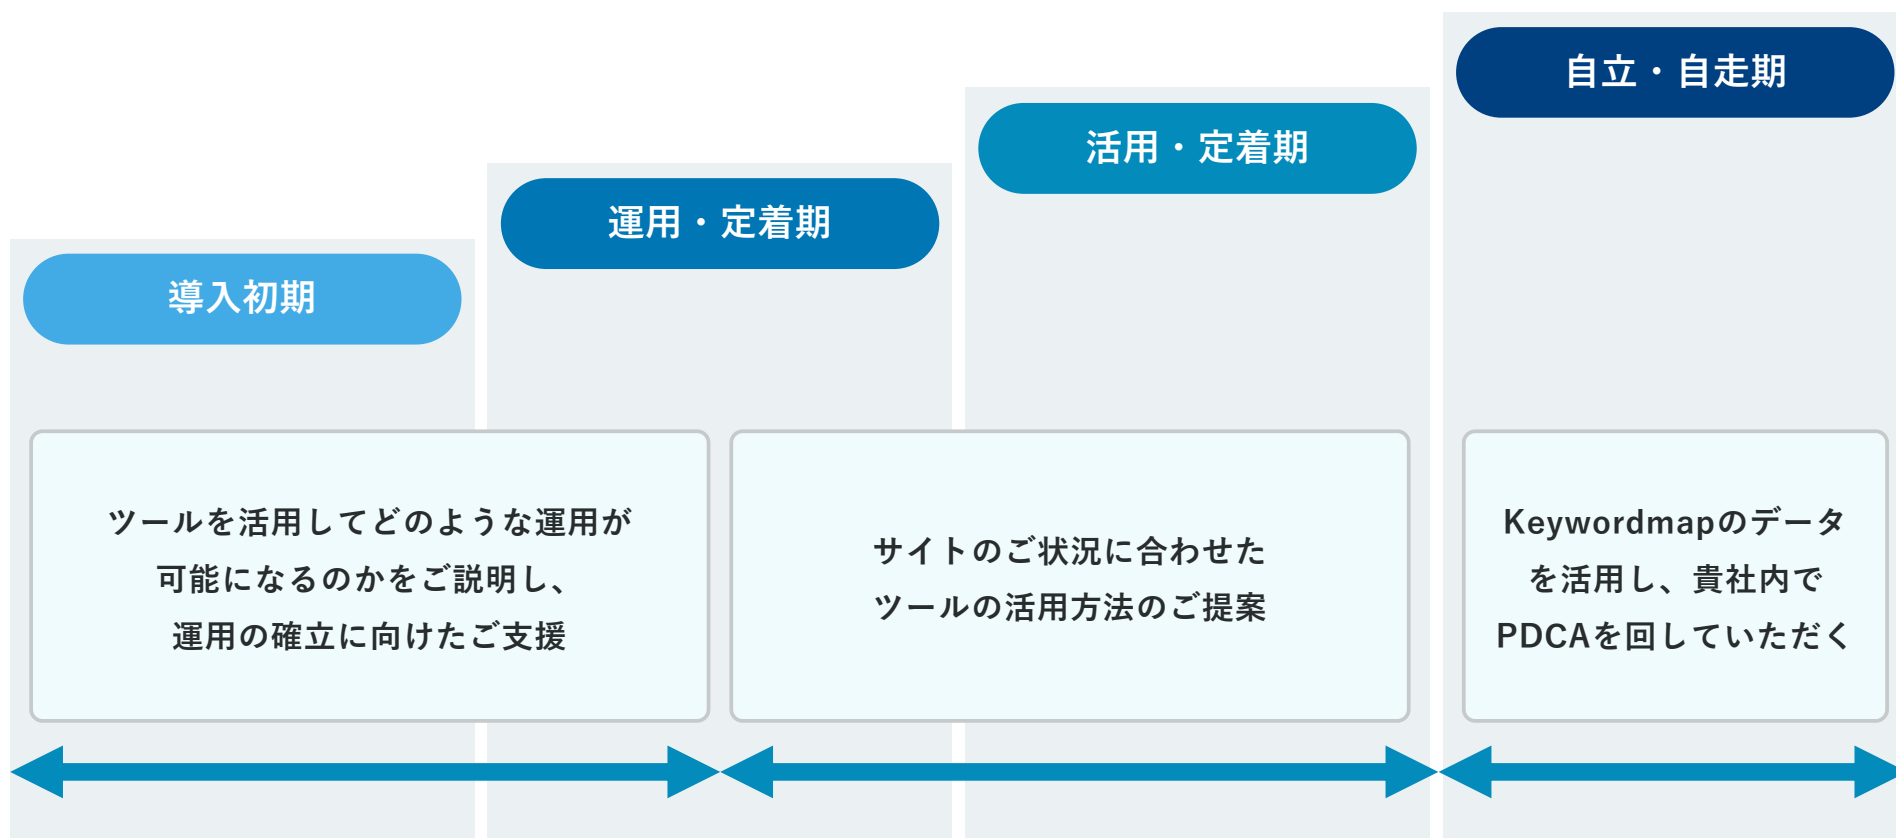 自立・自走期
活用・定着期
運用・定着期
導入初期
ツールを活用してどのような運用が
可能になるのかをご説明し、
運用の確立に向けたご支援
サイトのご状況に合わせた
ツールの活用方法のご提案
Keywordmapのデータ
を活用し、貴社内で
PDCAを回していただく